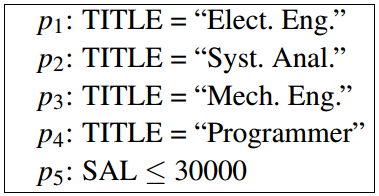 p1: TITLE = “Elect. Eng.”
p2: TITLE = “Syst. Anal.”
p3: TITLE = “Mech. Eng.”
p4: TITLE = “Programmer”
p5: SAL ≤ 30000